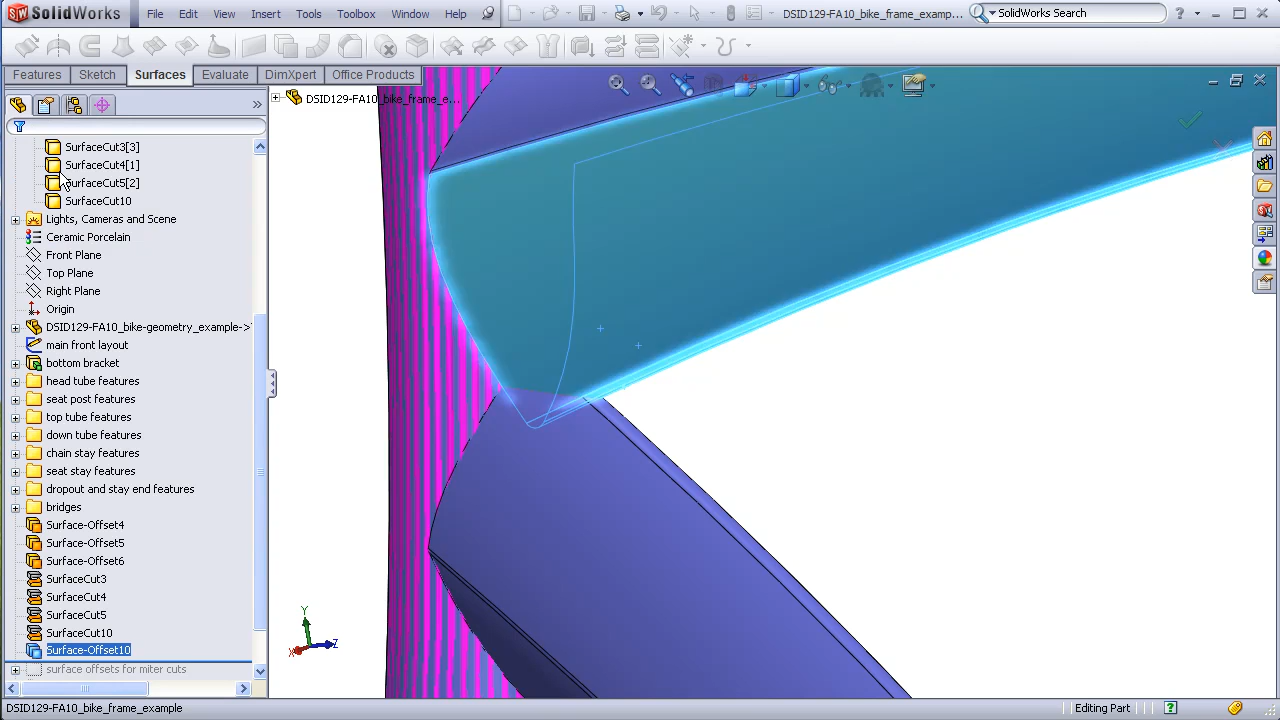 SolidWorks File Edit View Insert Tools Toolbox Window Help DSID129-FA10_bike_frame_examp... SolidWorks Search
Features Sketch Surfaces Evaluate DimXpert Office Products
DSID129-FA10_bike_frame_e...
SurfaceCut3[3]
SurfaceCut4[1]
SurfaceCut5[2]
SurfaceCut10
Lights, Cameras and Scene
Ceramic Porcelain
Front Plane
Top Plane
Right Plane
Origin
DSID129-FA10_bike-geometry_example->
main front layout
bottom bracket
head tube features
seat post features
top tube features
down tube features
chain stay features
seat stay features
dropout and stay end features
bridges
Surface-Offset4
Surface-Offset5
Surface-Offset6
SurfaceCut3
SurfaceCut4
SurfaceCut5
SurfaceCut10
Surface-Offset10
surface offsets for miter cuts
Y
X
Z
DSID129-FA10_bike_frame_example Editing Part